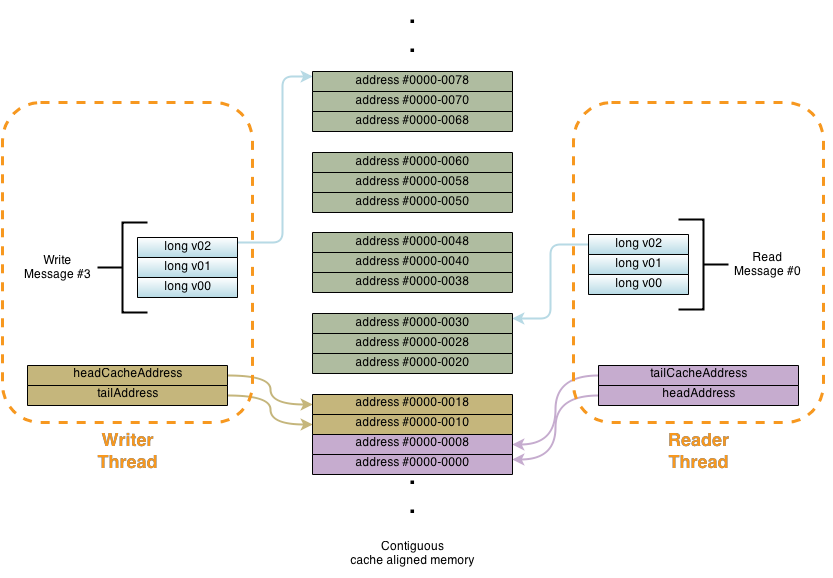 address #0000-0078
address #0000-0070
address #0000-0068
address #0000-0060
address #0000-0058
address #0000-0050
Write
Message #3
long v02
long v01
long v00
address #0000-0048
address #0000-0040
address #0000-0038
long v02
long v01
long v00
Read
Message #0
address #0000-0030
address #0000-0028
address #0000-0020
headCacheAddress
tailAddress
address #0000-0018
address #0000-0010
address #0000-0008
address #0000-0000
tailCacheAddress
headAddress
Writer
Thread
Reader
Thread
Contiguous
cache aligned memory